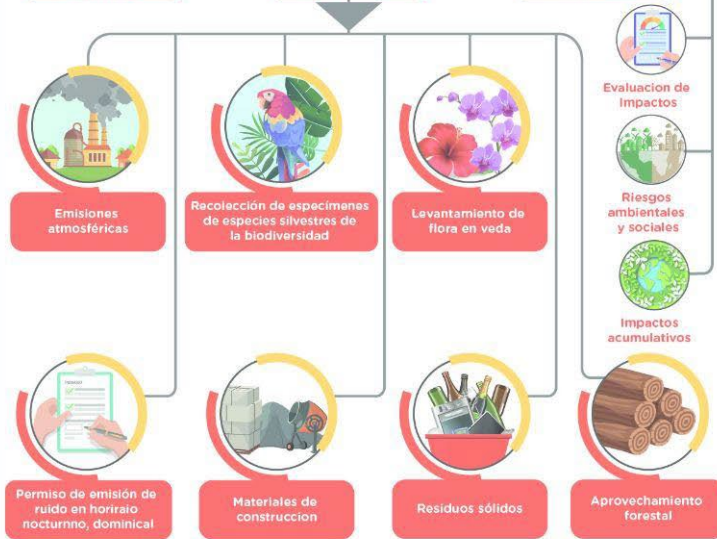 Evaluacion de
Impactos
Emisiones
atmosféricas
Recolección de especímenes
de especies silvestres de
la biodiversidad
Levantamiento de
flora en veda
Riesgos
ambientales
y sociales
Impactos
acumulativos
Permiso de emisión de
ruido en horiraio
nocturnno, dominical
Materiales de
construccion
Residuos sólidos
Aprovechamiento
forestal